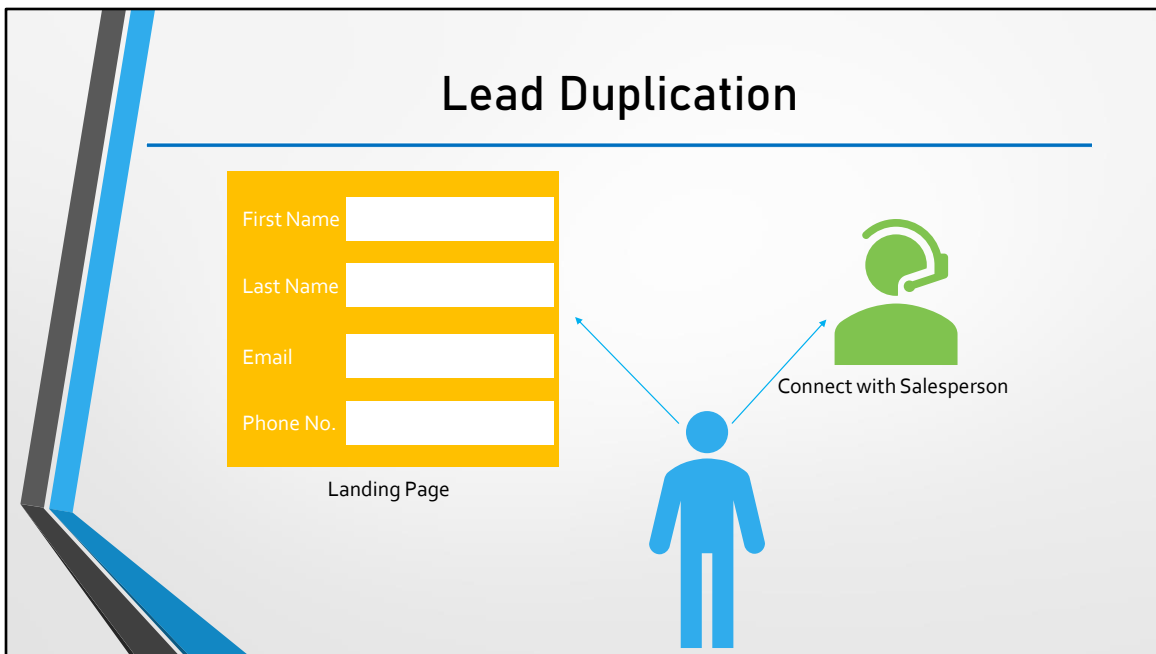 Lead Duplication
First Name
Last Name
Email
Phone No.
Landing Page
Connect with Salesperson